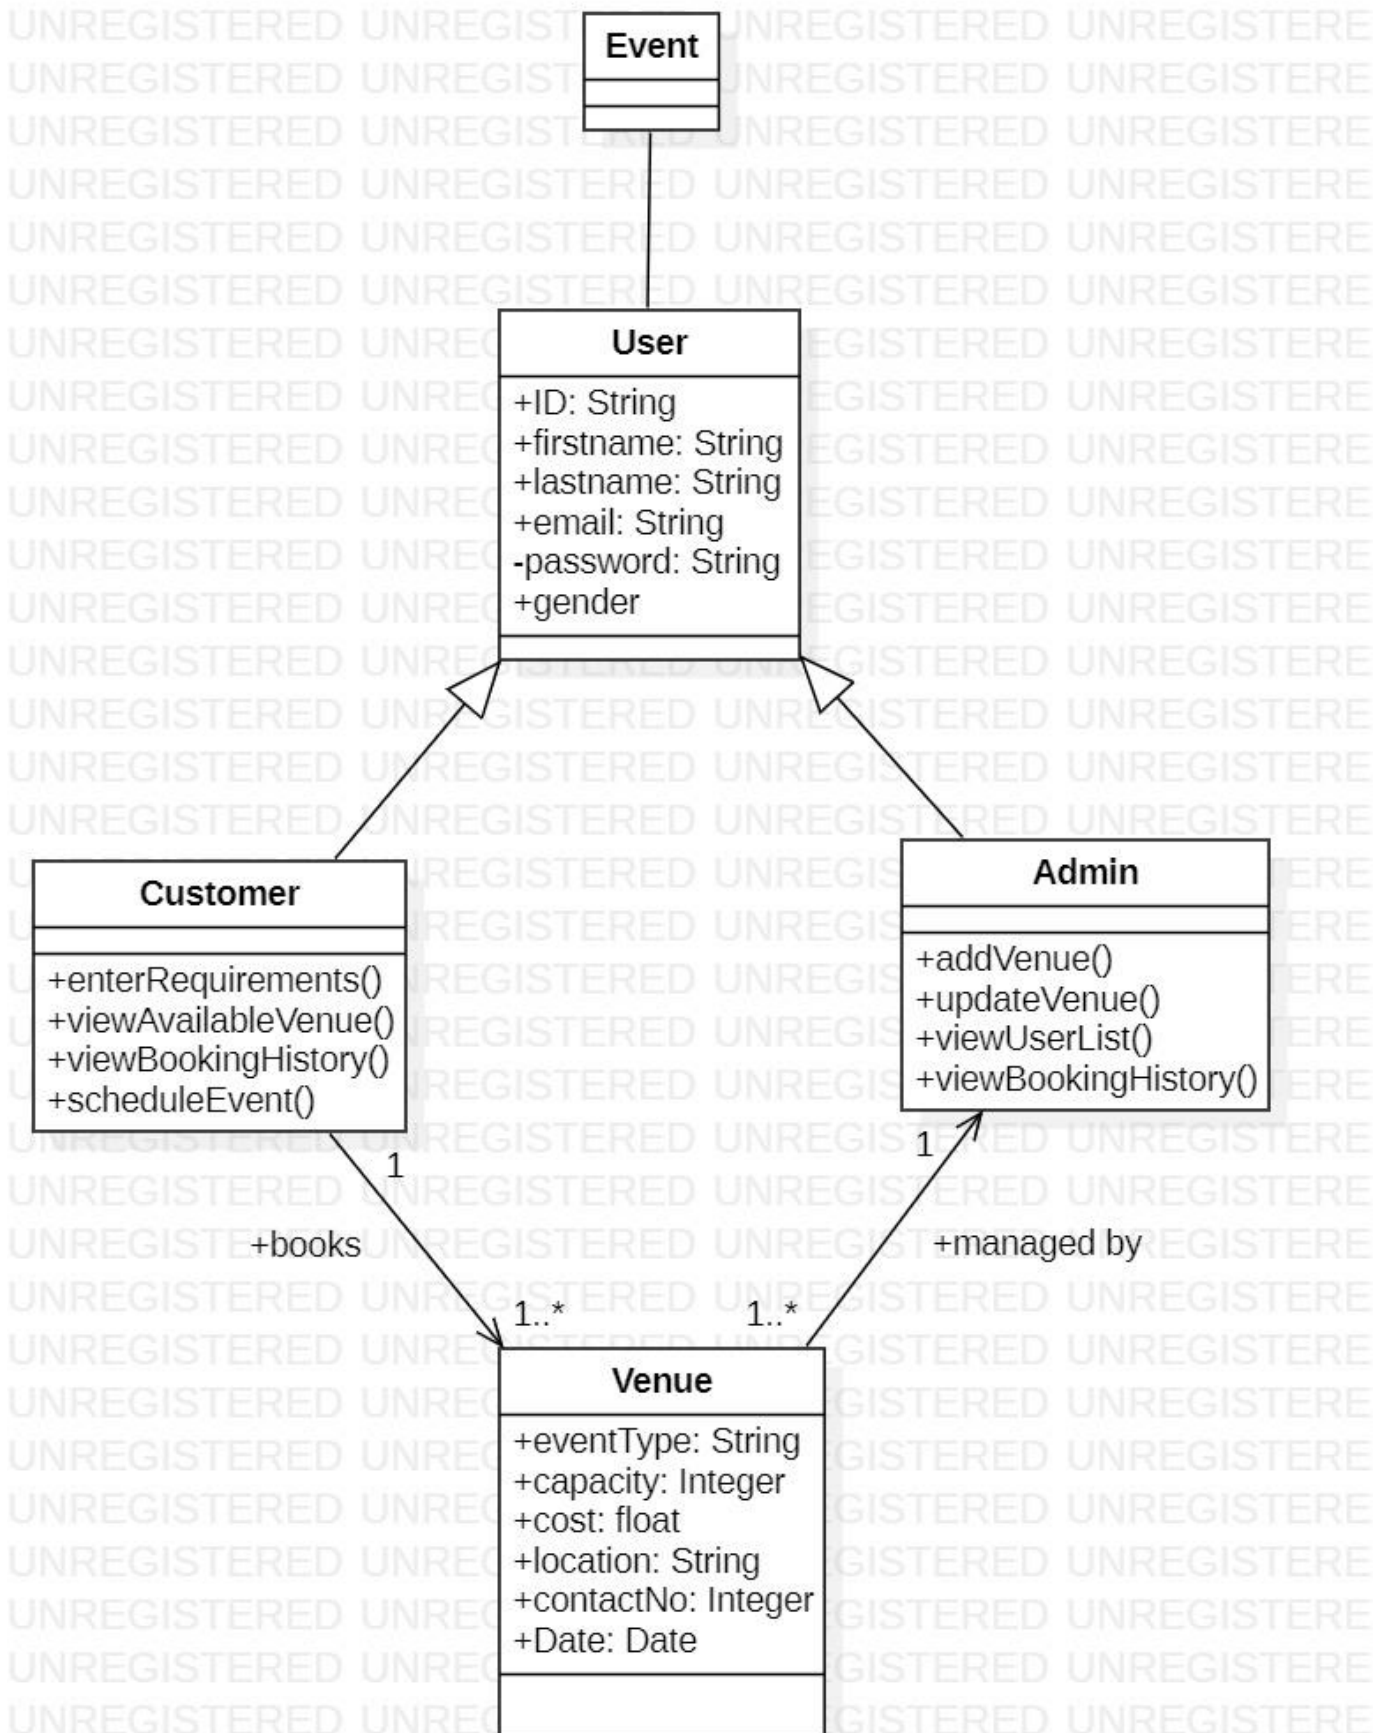 Event
User
+ID: String
+firstname: String
+lastname: String
+email: String
-password: String
+gender
Customer
+enterRequirements()
+viewAvailableVenue()
+viewBookingHistory()
+scheduleEvent()
Admin
+addVenue()
+updateVenue()
+viewUserList()
+viewBookingHistory()
1
1
+books
+managed by
1..*
1..*
Venue
+eventType: String
+capacity: Integer
+cost: float
+location: String
+contactNo: Integer
+Date: Date
UNREGISTERED